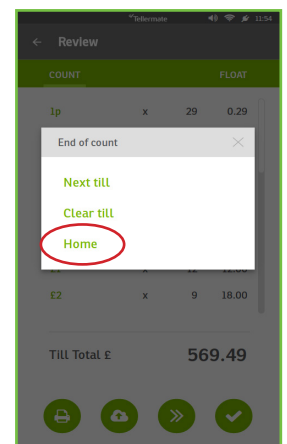 Tellermate 11:54
← Review
COUNT FLOAT
1p x 29 0.29
End of count
Next till
Clear till
Home
£2 x 9 18.00
Till Total £ 569.49